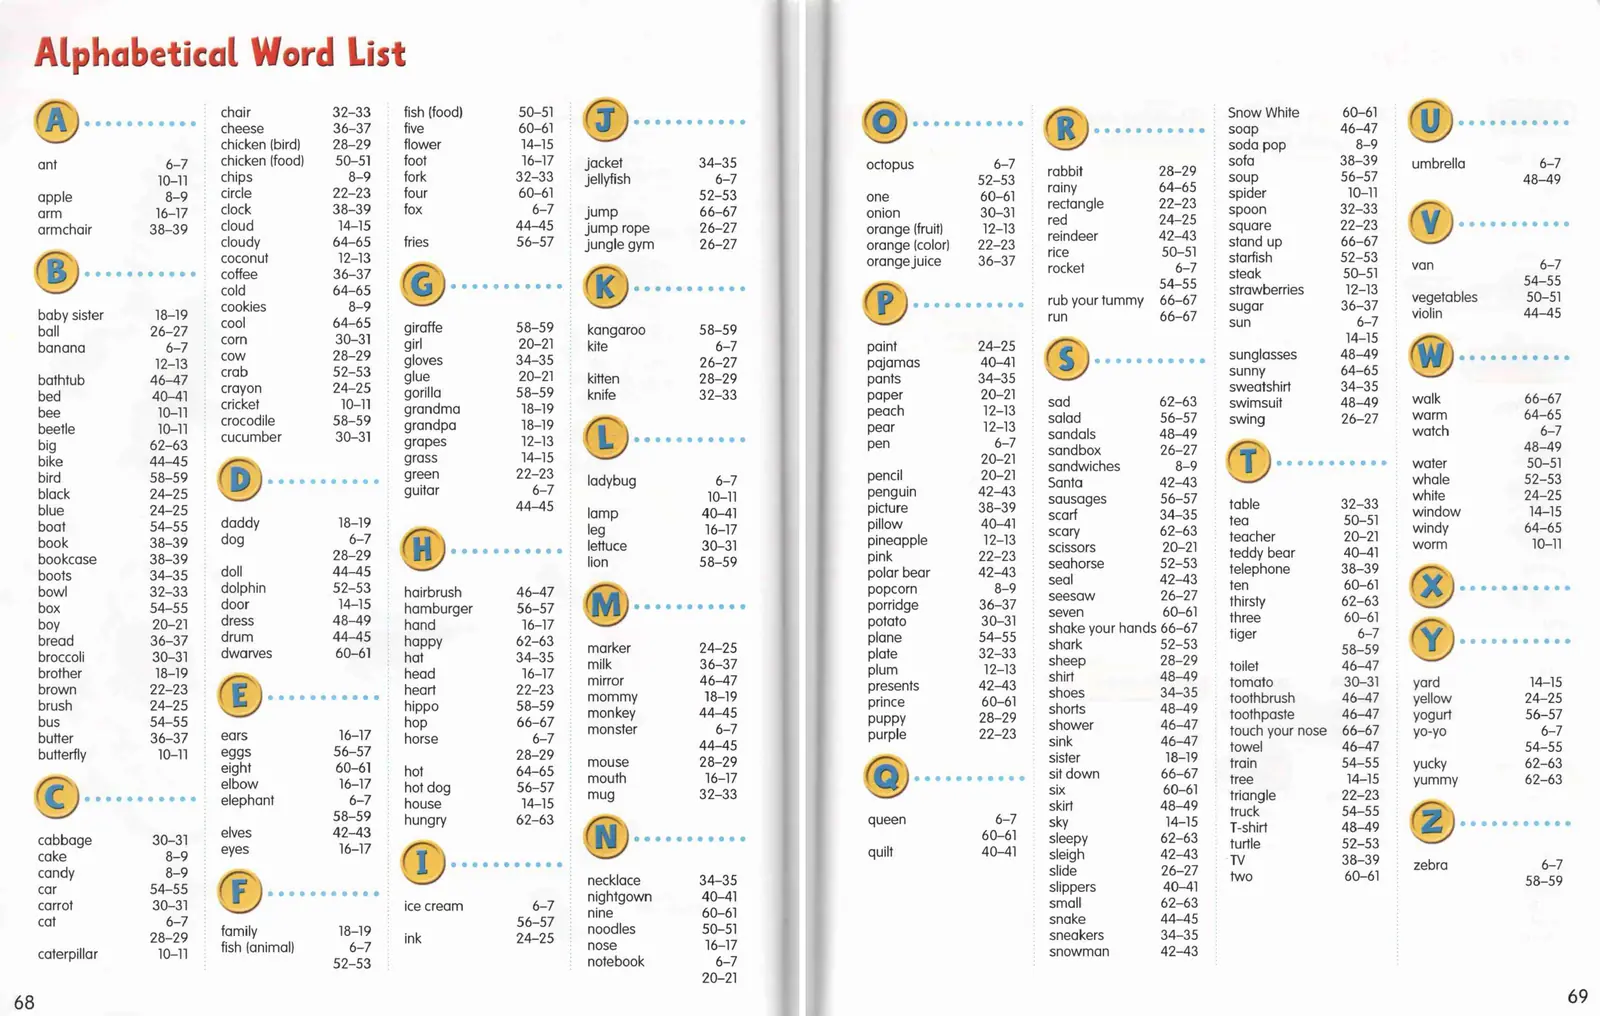 Alphabetical Word List
A
ant 6–7
10–11
apple 8–9
arm 16–17
armchair 38–39
B
baby sister 18–19
ball 26–27
banana 6–7
12–13
bathtub 46–47
bed 40–41
bee 10–11
beetle 10–11
big 62–63
bike 44–45
bird 58–59
black 24–25
blue 24–25
boat 54–55
book 38–39
bookcase 38–39
boots 34–35
bowl 32–33
box 54–55
boy 20–21
bread 36–37
broccoli 30–31
brother 18–19
brown 22–23
brush 24–25
bus 54–55
butter 36–37
butterfly 10–11
C
cabbage 30–31
cake 8–9
candy 8–9
car 54–55
carrot 30–31
cat 6–7
28–29
caterpillar 10–11
chair 32–33
cheese 36–37
chicken (bird) 28–29
chicken (food) 50–51
chips 8–9
circle 22–23
clock 38–39
cloud 14–15
cloudy 64–65
coconut 12–13
coffee 36–37
cold 64–65
cookies 8–9
cool 64–65
corn 30–31
cow 28–29
crab 52–53
crayon 24–25
cricket 10–11
crocodile 58–59
cucumber 30–31
D
daddy 18–19
dog 6–7
28–29
doll 44–45
dolphin 52–53
door 14–15
dress 48–49
drum 44–45
dwarves 60–61
E
ears 16–17
eggs 56–57
eight 60–61
elbow 16–17
elephant 6–7
58–59
elves 42–43
eyes 16–17
F
family 18–19
fish (animal) 6–7
52–53
fish (food) 50–51
five 60–61
flower 14–15
foot 16–17
fork 32–33
four 60–61
fox 6–7
44–45
fries 56–57
G
giraffe 58–59
girl 20–21
gloves 34–35
glue 20–21
gorilla 58–59
grandma 18–19
grandpa 18–19
grapes 12–13
grass 14–15
green 22–23
guitar 6–7
44–45
H
hairbrush 46–47
hamburger 56–57
hand 16–17
happy 62–63
hat 34–35
head 16–17
heart 22–23
hippo 58–59
hop 66–67
horse 6–7
28–29
hot 64–65
hot dog 56–57
house 14–15
hungry 62–63
I
ice cream 6–7
56–57
ink 24–25
J
jacket 34–35
jellyfish 6–7
52–53
jump 66–67
jump rope 26–27
jungle gym 26–27
K
kangaroo 58–59
kite 6–7
26–27
kitten 28–29
knife 32–33
L
ladybug 6–7
10–11
lamp 40–41
leg 16–17
lettuce 30–31
lion 58–59
M
marker 24–25
milk 36–37
mirror 46–47
mommy 18–19
monkey 44–45
monster 6–7
44–45
mouse 28–29
mouth 16–17
mug 32–33
N
necklace 34–35
nightgown 40–41
nine 60–61
noodles 50–51
nose 16–17
notebook 6–7
20–21
68
O
octopus 6–7
52–53
one 60–61
onion 30–31
orange (fruit) 12–13
orange (color) 22–23
orange juice 36–37
P
paint 24–25
pajamas 40–41
pants 34–35
paper 20–21
peach 12–13
pear 12–13
pen 6–7
20–21
pencil 20–21
penguin 42–43
picture 38–39
pillow 40–41
pineapple 12–13
pink 22–23
polar bear 42–43
popcorn 8–9
porridge 36–37
potato 30–31
plane 54–55
plate 32–33
plum 12–13
presents 42–43
prince 60–61
puppy 28–29
purple 22–23
Q
queen 6–7
60–61
quilt 40–41
R
rabbit 28–29
rainy 64–65
rectangle 22–23
red 24–25
reindeer 42–43
rice 50–51
rocket 6–7
54–55
rub your tummy 66–67
run 66–67
S
sad 62–63
salad 56–57
sandals 48–49
sandbox 26–27
sandwiches 8–9
Santa 42–43
sausages 56–57
scarf 34–35
scary 62–63
scissors 20–21
seahorse 52–53
seal 42–43
seesaw 26–27
seven 60–61
shake your hands 66–67
shark 52–53
sheep 28–29
shirt 48–49
shoes 34–35
shorts 48–49
shower 46–47
sink 46–47
sister 18–19
sit down 66–67
six 60–61
skirt 48–49
sky 14–15
sleepy 62–63
sleigh 42–43
slide 26–27
slippers 40–41
small 62–63
snake 44–45
sneakers 34–35
snowman 42–43
Snow White 60–61
soap 46–47
soda pop 8–9
sofa 38–39
soup 56–57
spider 10–11
spoon 32–33
square 22–23
stand up 66–67
starfish 52–53
steak 50–51
strawberries 12–13
sugar 36–37
sun 6–7
14–15
sunglasses 48–49
sunny 64–65
sweatshirt 34–35
swimsuit 48–49
swing 26–27
T
table 32–33
tea 50–51
teacher 20–21
teddy bear 40–41
telephone 38–39
ten 60–61
thirsty 62–63
three 60–61
tiger 6–7
58–59
toilet 46–47
tomato 30–31
toothbrush 46–47
toothpaste 46–47
touch your nose 66–67
towel 46–47
train 54–55
tree 14–15
triangle 22–23
truck 54–55
T-shirt 48–49
turtle 52–53
TV 38–39
two 60–61
U
umbrella 6–7
48–49
V
van 6–7
54–55
vegetables 50–51
violin 44–45
W
walk 66–67
warm 64–65
watch 6–7
48–49
water 50–51
whale 52–53
white 24–25
window 14–15
windy 64–65
worm 10–11
X
Y
yard 14–15
yellow 24–25
yogurt 56–57
yo-yo 6–7
54–55
yucky 62–63
yummy 62–63
Z
zebra 6–7
58–59
69